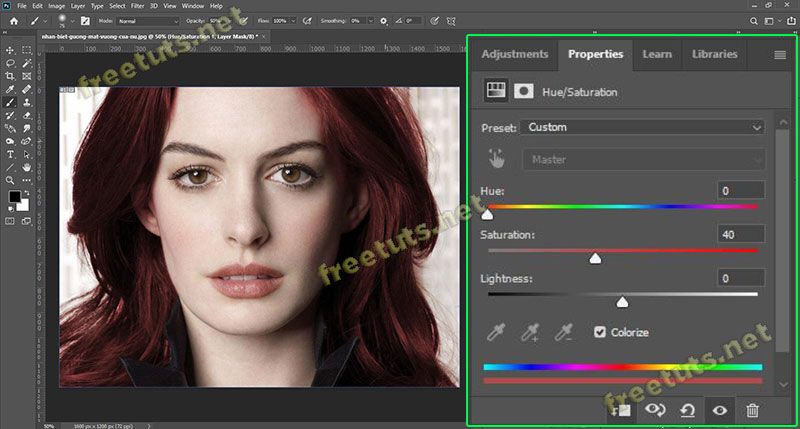 Ps File Edit Image Layer Type Select Filter 3D View Window Help
75 Mode: Normal Opacity: 50% Flow: 100% Smoothing: 0%
nhan-biet-guong-mat-vuong-cua-nu.jpg @ 50% (Hue/Saturation 1, Layer Mask/8) *
freetuts.net
freetuts.net
Adjustments Properties Learn Libraries
Hue/Saturation
Preset: Custom
Master
Hue: 0
Saturation: 40
Lightness: 0
Colorize
freetuts.net
50% 1600 px x 1200 px (72 ppi)